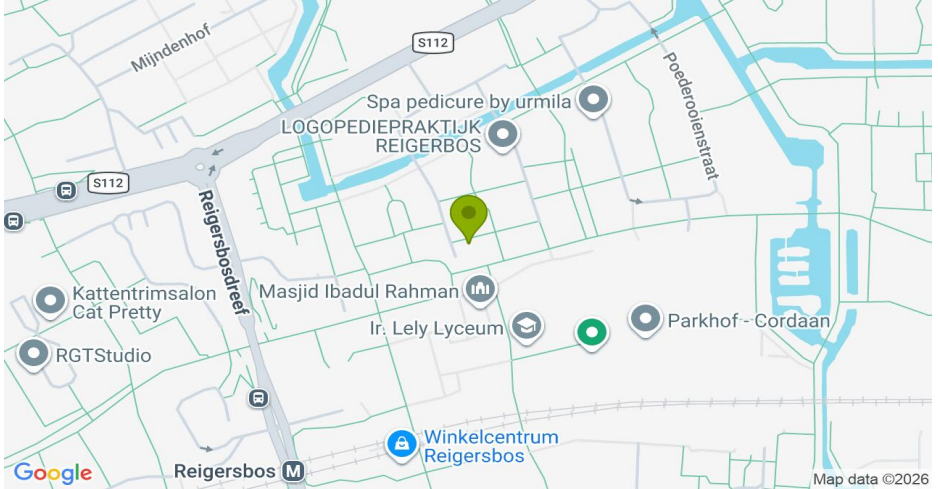 Mijndenhof
S112
Poederooienstraat
Spa pedicure by urmila
LOGOPEDIEPRAKTIJK
REIGERBOS
S112
Reigersbosdreef
Masjid Ibadul Rahman
Kattentrimsalon
Cat Pretty
Ir. Lely Lyceum
Parkhof - Cordaan
RGTStudio
Winkelcentrum
Reigersbos
Reigersbos M
Google
Map data ©2026